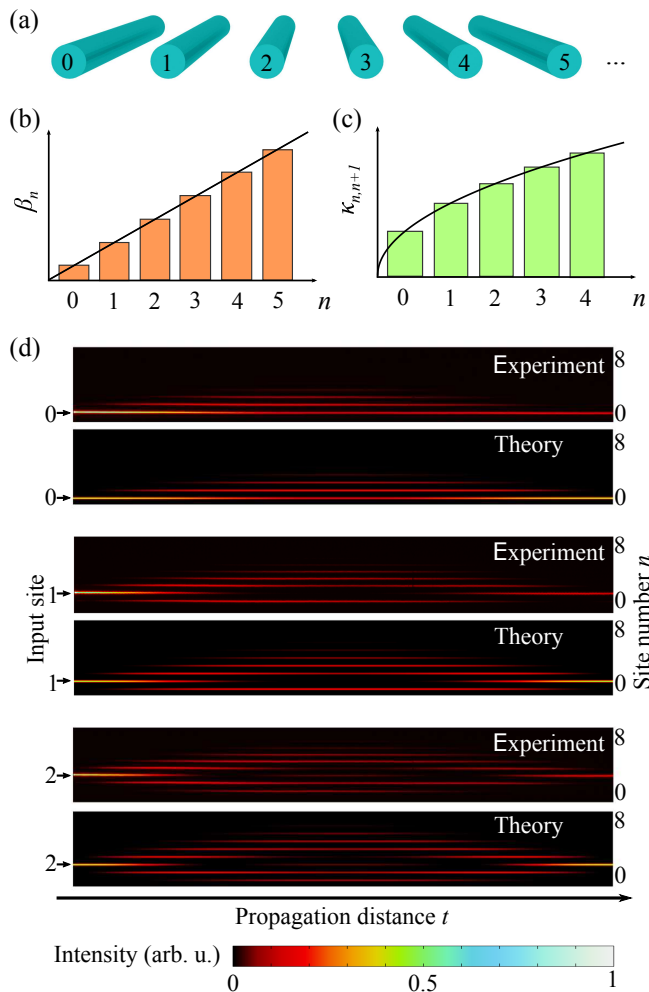 (a)
0 1 2 3 4 5 ...
(b)
βn
0 1 2 3 4 5 n
(c)
κn,n+1
0 1 2 3 4 n
(d)
Input site
Site number n
Experiment 8
0 0
Theory 8
0 0
Experiment 8
1 0
Theory 8
1 0
Experiment 8
2 0
Theory 8
2 0
Propagation distance t
Intensity (arb. u.)
0 0.5 1